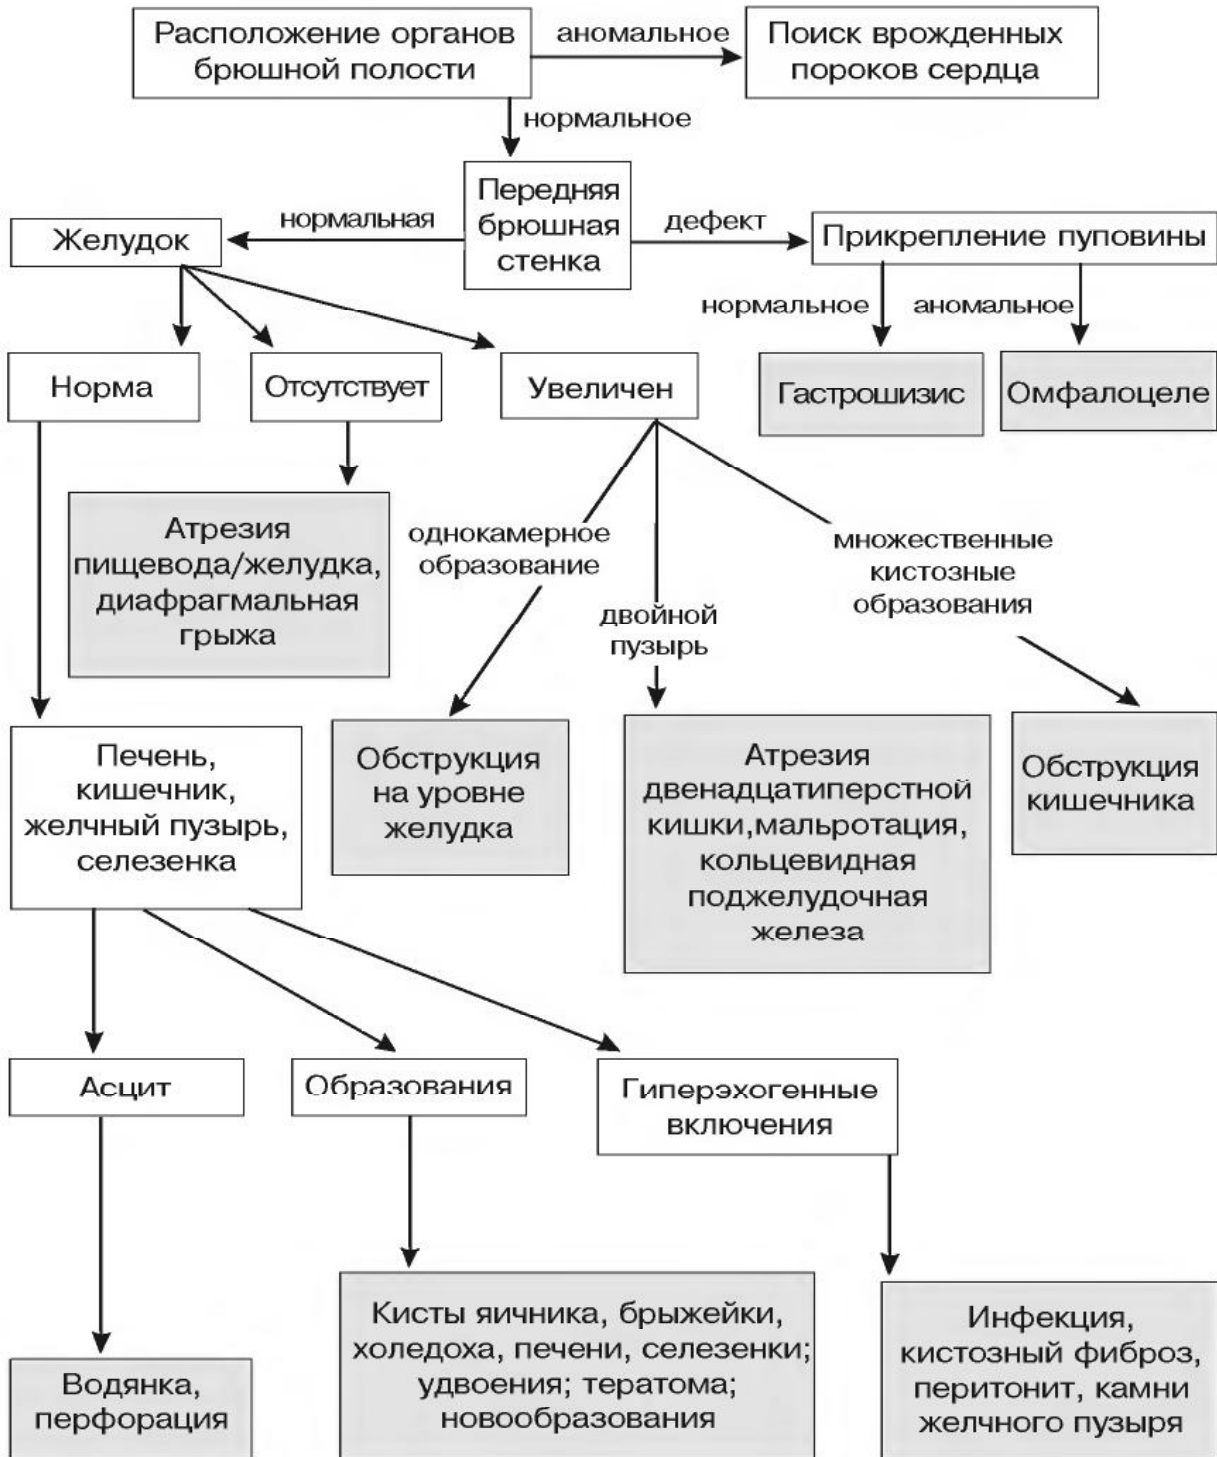 Расположение органов
брюшной полости
аномальное
Поиск врожденных
пороков сердца
нормальное
Передняя
брюшная
стенка
нормальная
Желудок
дефект
Прикрепление пуповины
нормальное
аномальное
Норма
Отсутствует
Увеличен
Гастрошизис
Омфалоцеле
Атрезия
пищевода/желудка,
диафрагмальная
грыжа
однокамерное
образование
двойной
пузырь
множественные
кистозные
образования
Печень,
кишечник,
желчный пузырь,
селезенка
Обструкция
на уровне
желудка
Атрезия
двенадцатиперстной
кишки,мальротация,
кольцевидная
поджелудочная
железа
Обструкция
кишечника
Асцит
Образования
Гиперэхогенные
включения
Водянка,
перфорация
Кисты яичника, брыжейки,
холедоха, печени, селезенки;
удвоения; тератома;
новообразования
Инфекция,
кистозный фиброз,
перитонит, камни
желчного пузыря